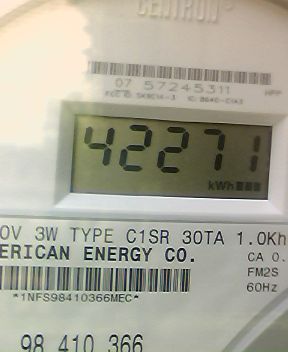 CENTRON
07 57245311
42271
kWh
0V 3W TYPE C1SR 30TA 1.0Kh
ERICAN ENERGY CO.
CA 0.
FM2S
*1NFS98410366MEC*
60Hz
98 410 366